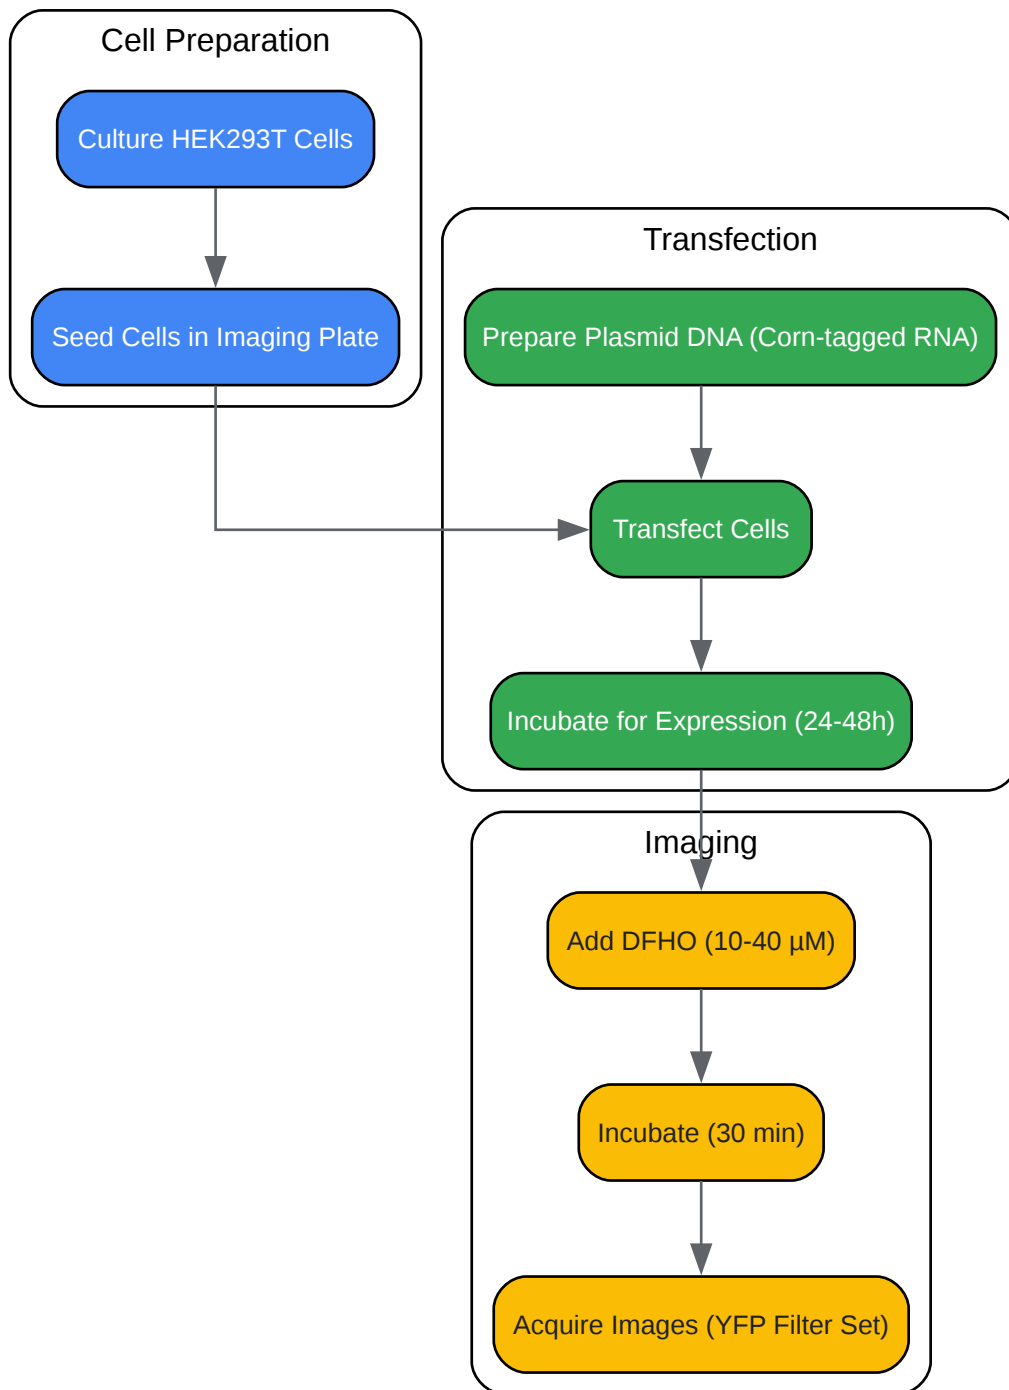 Cell Preparation
Culture HEK293T Cells
Seed Cells in Imaging Plate
Transfection
Prepare Plasmid DNA (Corn-tagged RNA)
Transfect Cells
Incubate for Expression (24-48h)
Imaging
Add DFHO (10-40 µM)
Incubate (30 min)
Acquire Images (YFP Filter Set)